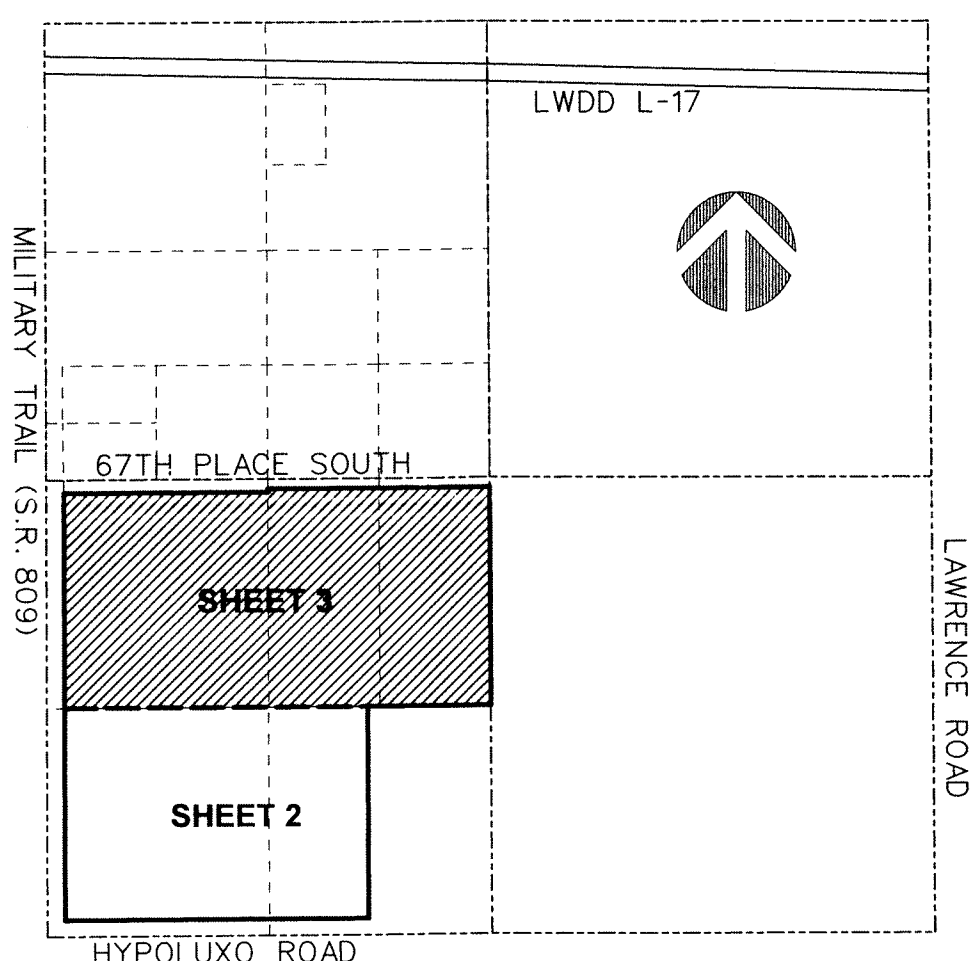 LWDD L-17
MILITARY TRAIL (S.R. 809)
67TH PLACE SOUTH
SHEET 3
LAWRENCE ROAD
SHEET 2
HYPOLUXO ROAD